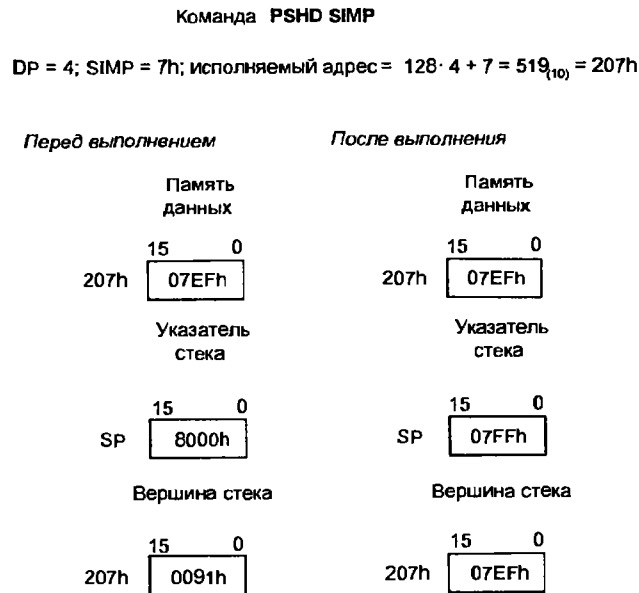 Команда PSHD SIMP
DP = 4; SIMP = 7h; исполняемый адрес = 128· 4 + 7 = 519(10) = 207h
Перед выполнением После выполнения
Память данных Память данных
15 0 15 0
207h 07EFh 207h 07EFh
Указатель стека Указатель стека
15 0 15 0
SP 8000h SP 07FFh
Вершина стека Вершина стека
15 0 15 0
207h 0091h 207h 07EFh